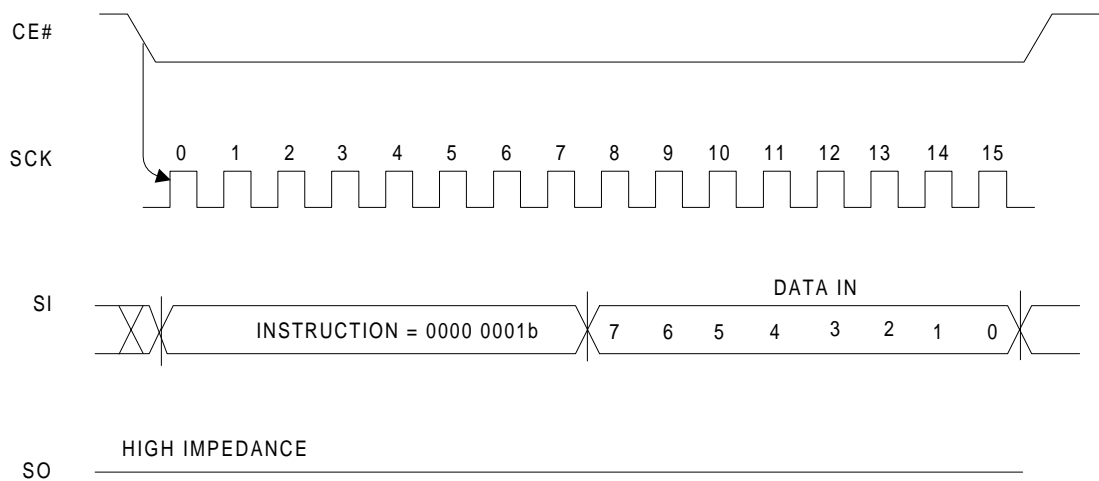 CE#
SCK
0 1 2 3 4 5 6 7 8 9 10 11 12 13 14 15
DATA IN
SI
INSTRUCTION = 0000 0001b 7 6 5 4 3 2 1 0
HIGH IMPEDANCE
SO